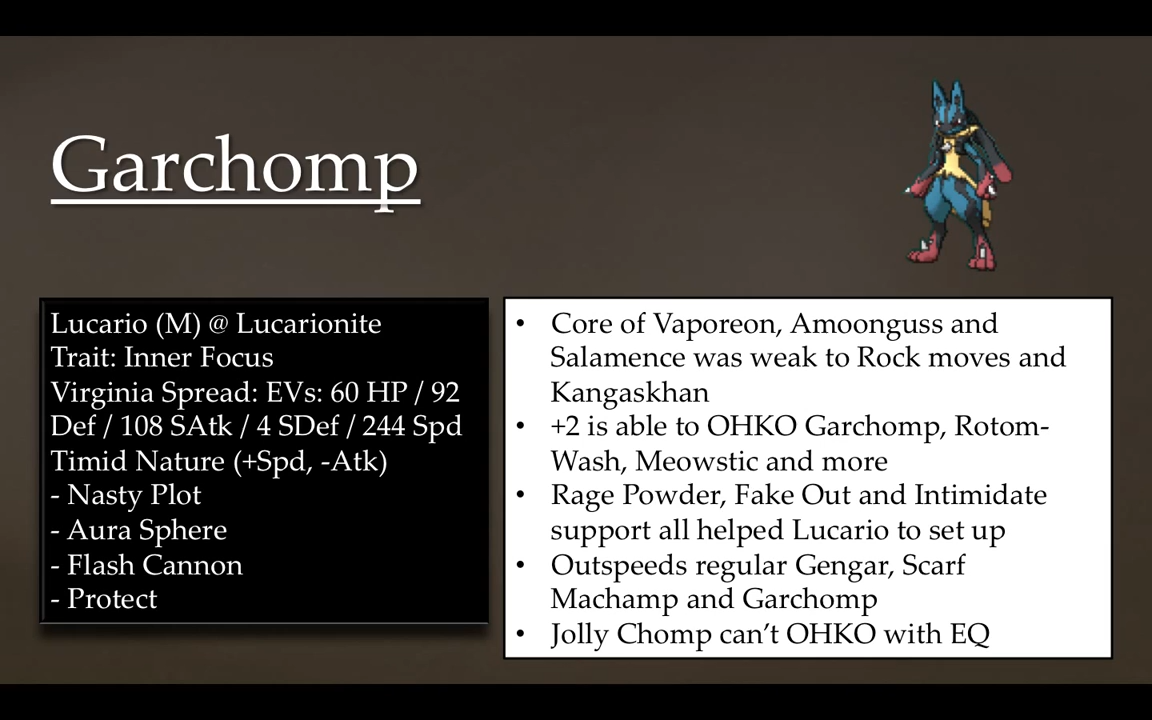 Garchomp
Lucario (M) @ Lucarionite
Trait: Inner Focus
Virginia Spread: EVs: 60 HP / 92
Def / 108 SAtk / 4 SDef / 244 Spd
Timid Nature (+Spd, -Atk)
- Nasty Plot
- Aura Sphere
- Flash Cannon
- Protect
• Core of Vaporeon, Amoonguss and
Salamence was weak to Rock moves and
Kangaskhan
• +2 is able to OHKO Garchomp, Rotom-
Wash, Meowstic and more
• Rage Powder, Fake Out and Intimidate
support all helped Lucario to set up
• Outspeeds regular Gengar, Scarf
Machamp and Garchomp
• Jolly Chomp can’t OHKO with EQ